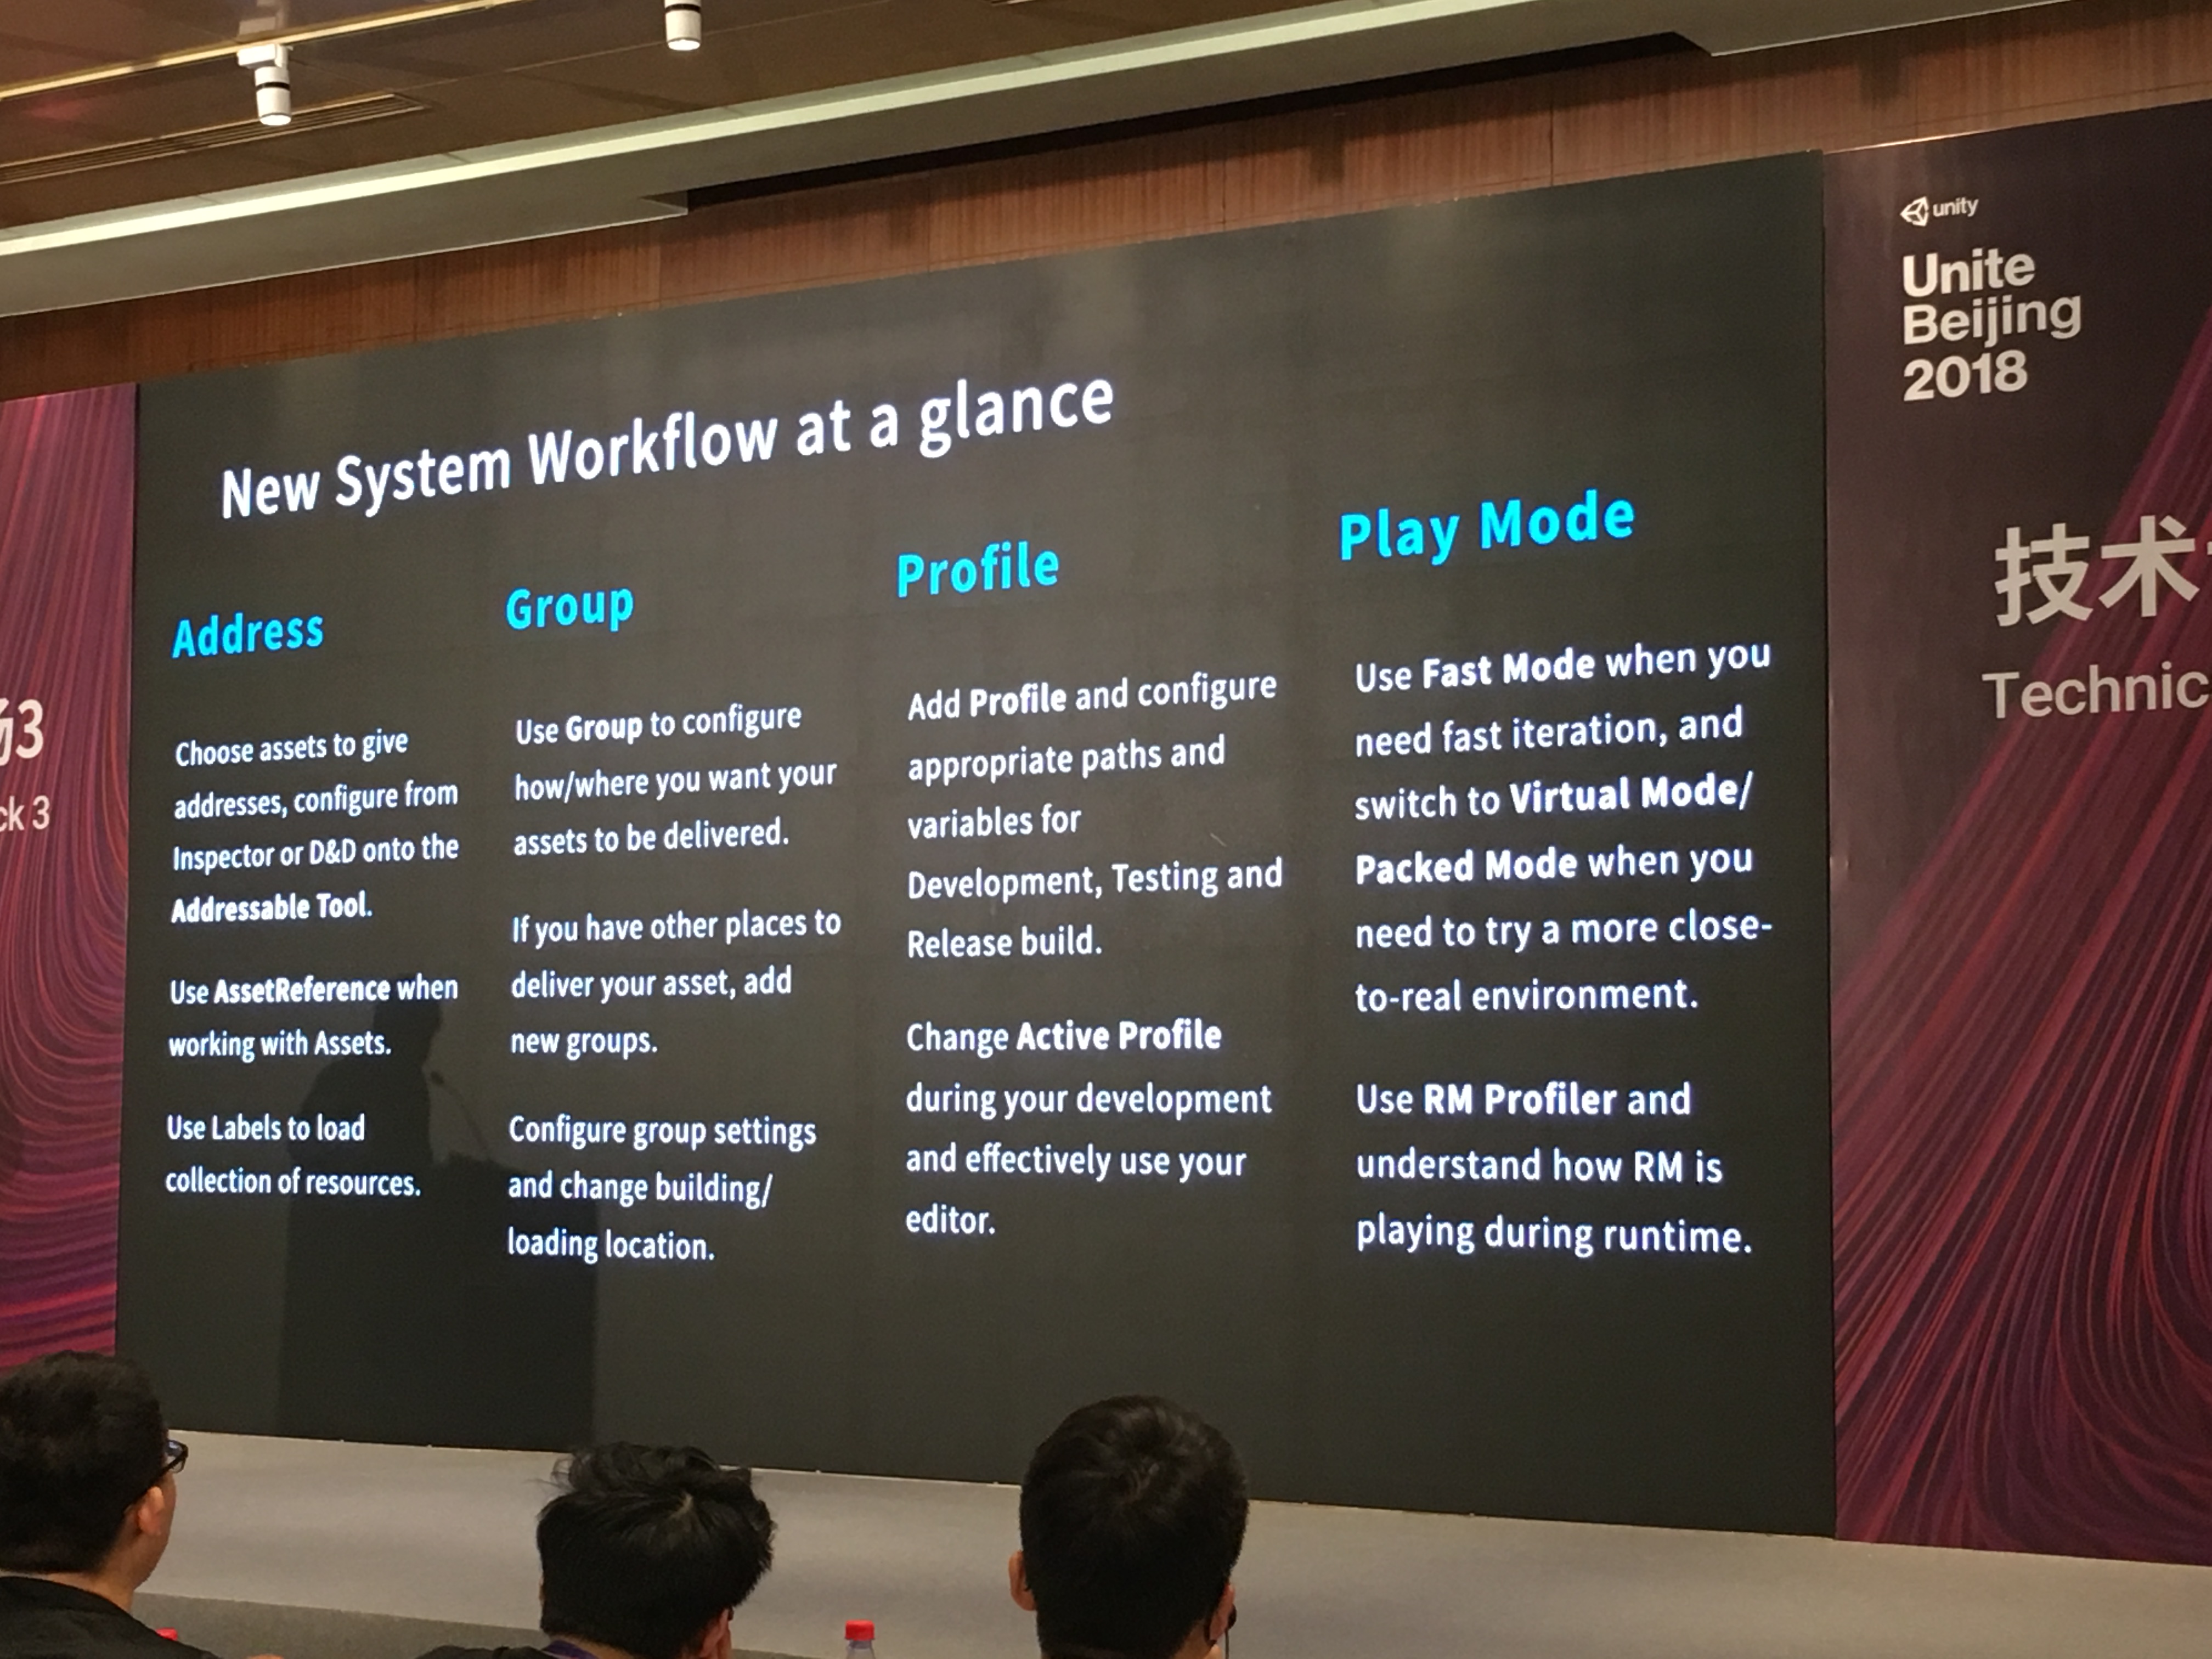 New System Workflow at a glance
Address
Choose assets to give
addresses, configure from
Inspector or D&D onto the
Addressable Tool.
Use AssetReference when
working with Assets.
Use Labels to load
collection of resources.
Group
Use Group to configure
how/where you want your
assets to be delivered.
If you have other places to
deliver your asset, add
new groups.
Configure group settings
and change building/
loading location.
Profile
Add Profile and configure
appropriate paths and
variables for
Development, Testing and
Release build.
Change Active Profile
during your development
and effectively use your
editor.
Play Mode
Use Fast Mode when you
need fast iteration, and
switch to Virtual Mode/
Packed Mode when you
need to try a more close-
to-real environment.
Use RM Profiler and
understand how RM is
playing during runtime.
unity
Unite
Beijing
2018
技术
Technic
3
ck 3